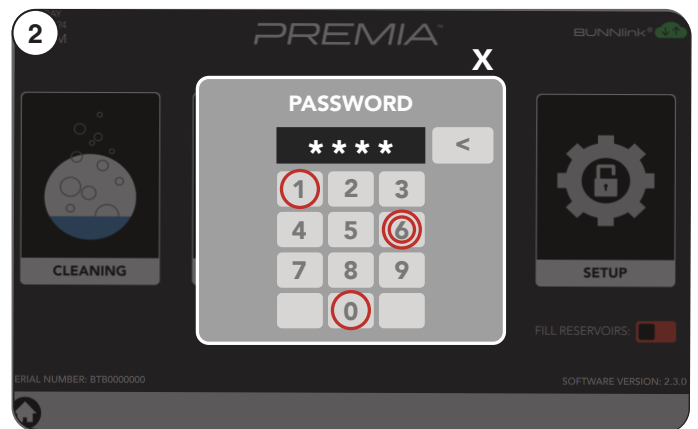 2
PREMIA™
BUNNlink®
X
PASSWORD
* * * *
<
1 2 3
4 5 6
7 8 9
0
CLEANING
SETUP
FILL RESERVOIRS:
ERIAL NUMBER: BTB0000000
SOFTWARE VERSION: 2.3.0